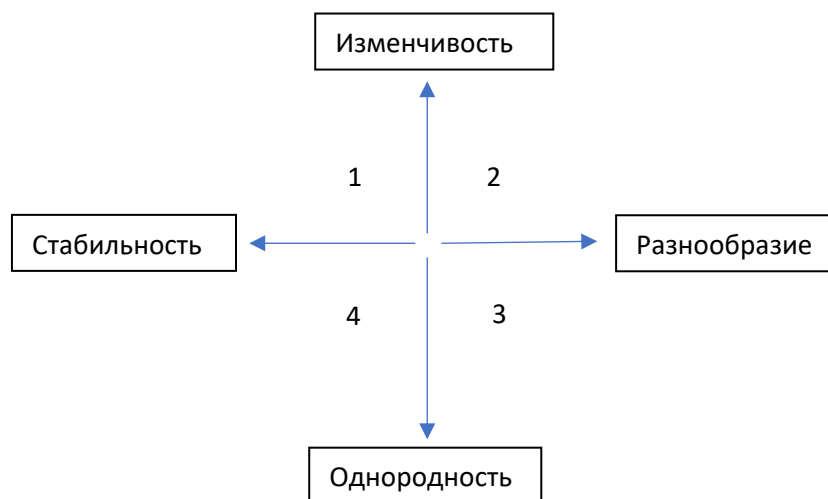 Изменчивость
1 2
Стабильность
Разнообразие
4 3
Однородность